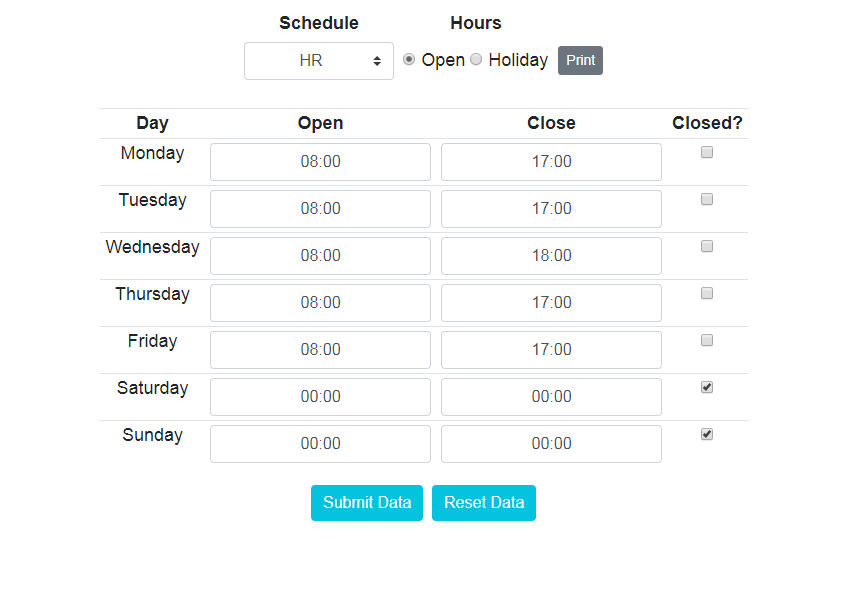 Schedule Hours
HR Open Holiday Print
Day Open Close Closed?
Monday 08:00 17:00
Tuesday 08:00 17:00
Wednesday 08:00 18:00
Thursday 08:00 17:00
Friday 08:00 17:00
Saturday 00:00 00:00
Sunday 00:00 00:00
Submit Data Reset Data